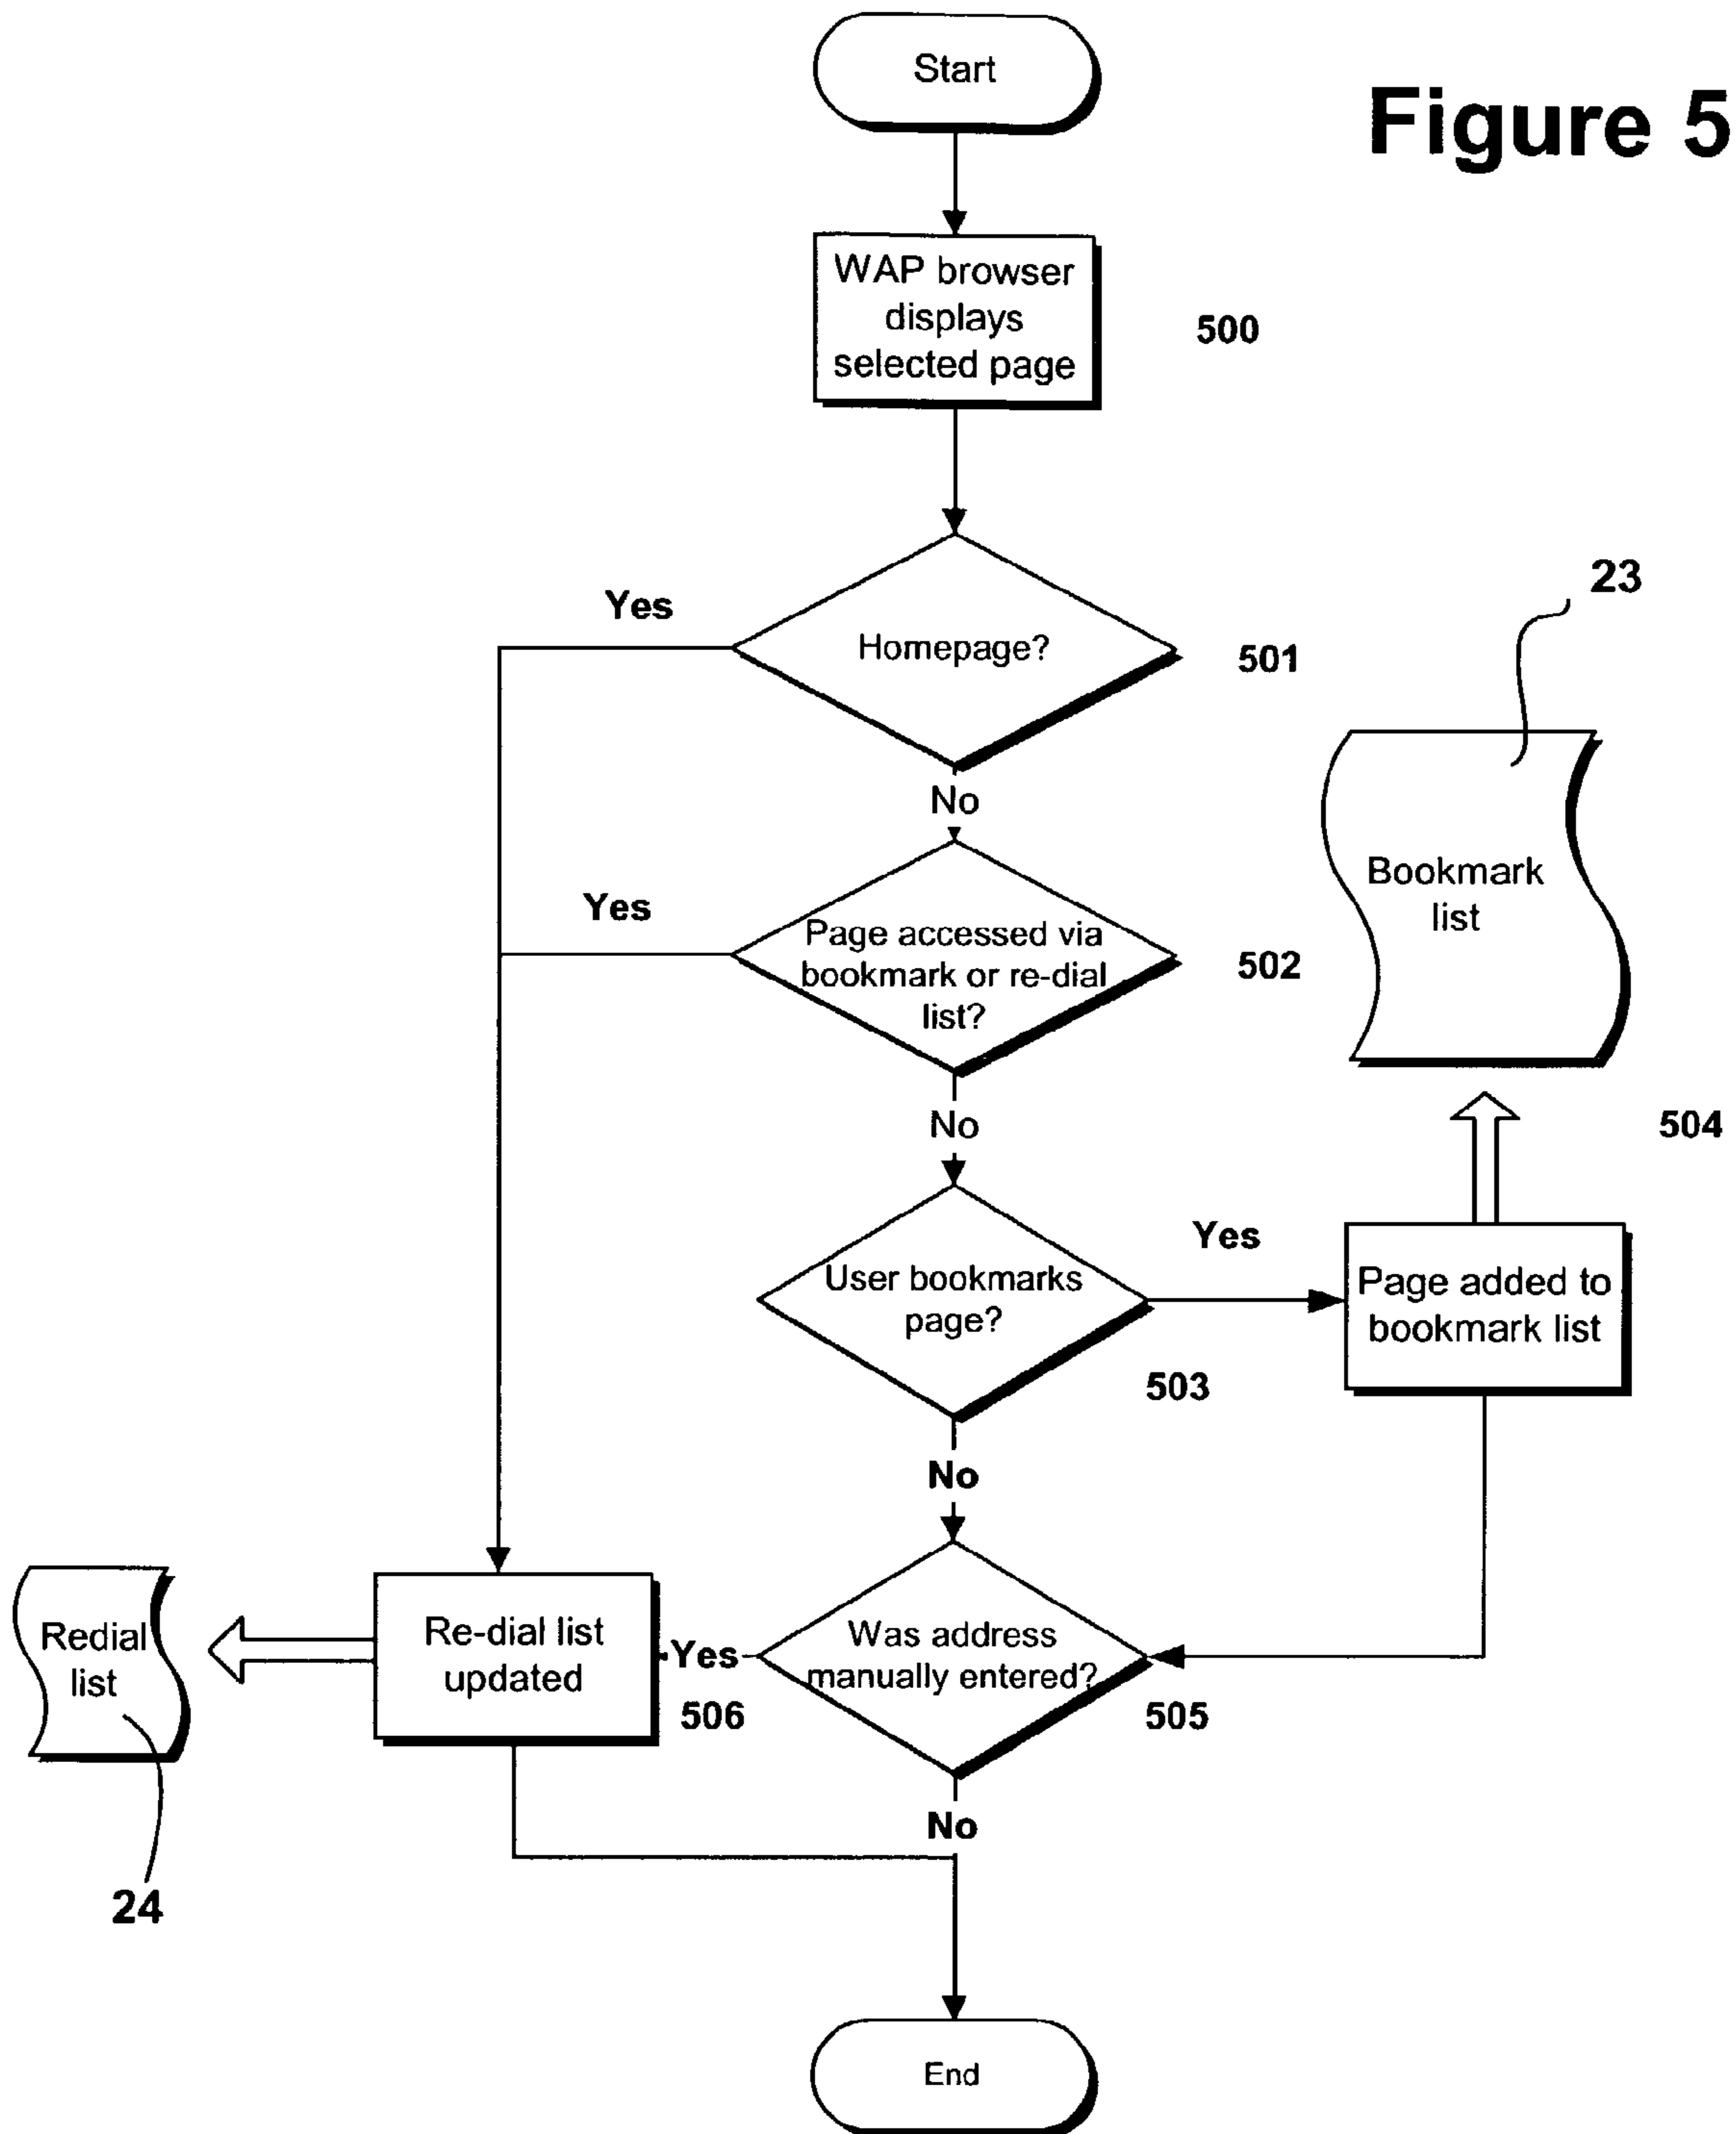 Start
Figure 5
WAP browser
displays
selected page
500
Yes
Homepage?
501
23
No
Yes
Page accessed via
bookmark or re-dial
list?
502
Bookmark
list
No
504
User bookmarks
page?
Yes
503
Page added to
bookmark list
No
Redial
list
Re-dial list
updated
Yes
506
Was address
manually entered?
505
No
24
End